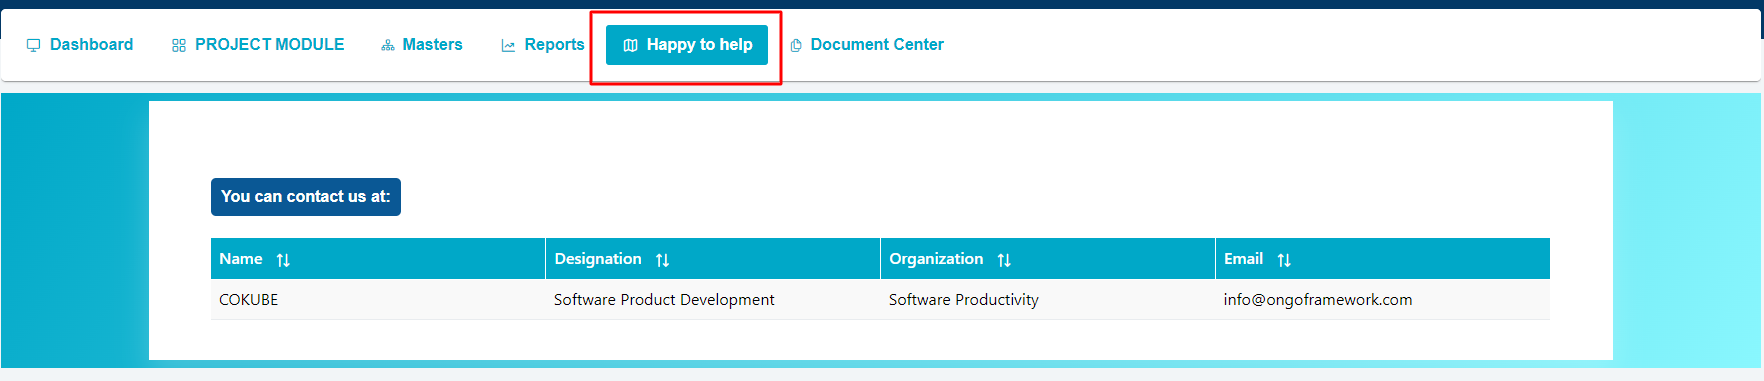 Dashboard PROJECT MODULE Masters Reports Happy to help Document Center
You can contact us at:
Name Designation Organization Email
COKUBE Software Product Development Software Productivity info@ongoframework.com